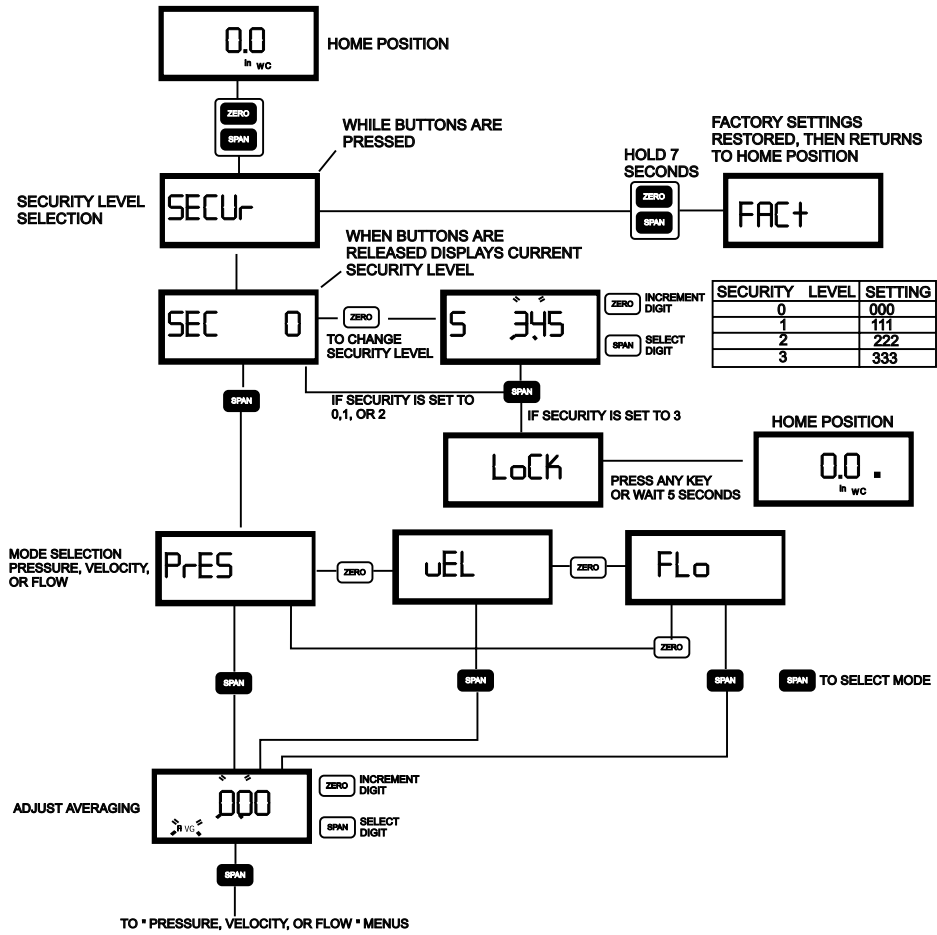 0.0
in wc
HOME POSITION
ZERO
SPAN
WHILE BUTTONS ARE
PRESSED
SECURITY LEVEL
SELECTION
SECUr
HOLD 7
SECONDS
ZERO
SPAN
FACTORY SETTINGS
RESTORED, THEN RETURNS
TO HOME POSITION
FACt
WHEN BUTTONS ARE
RELEASED DISPLAYS CURRENT
SECURITY LEVEL
SEC 0
ZERO
TO CHANGE
SECURITY LEVEL
S 345
ZERO INCREMENT
DIGIT
SPAN SELECT
DIGIT
SECURITY LEVEL SETTING
0 000
1 111
2 222
3 333
SPAN
IF SECURITY IS SET TO
0,1, OR 2
SPAN
IF SECURITY IS SET TO 3
LoCK
PRESS ANY KEY
OR WAIT 5 SECONDS
HOME POSITION
0.0
in wc
MODE SELECTION
PRESSURE, VELOCITY,
OR FLOW
PrES
ZERO
uEL
ZERO
FLo
ZERO
SPAN
SPAN
SPAN
SPAN TO SELECT MODE
ADJUST AVERAGING
000
A VG
ZERO INCREMENT
DIGIT
SPAN SELECT
DIGIT
SPAN
TO " PRESSURE, VELOCITY, OR FLOW " MENUS